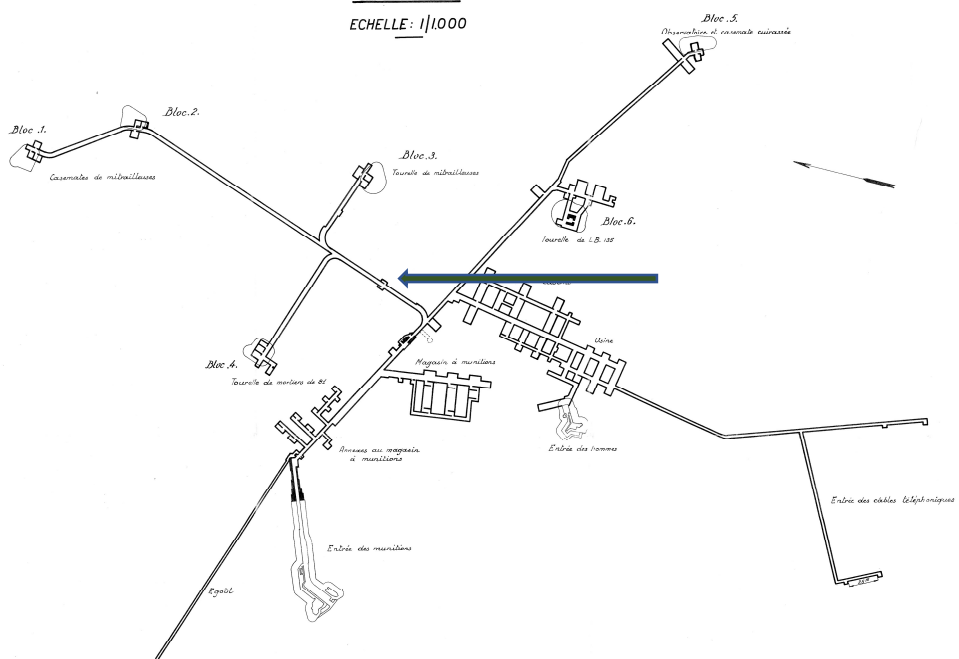 ECHELLE: 1/1.000
Bloc.5.
Observatoire et casemate cuirassée
Bloc.1.
Bloc.2.
Casemates de mitrailleuses
Bloc.3.
Tourelle de mitrailleuses
Bloc.6.
Tourelle de L.B. 135
Usine
Bloc.4.
Tourelle de mortiers de 81
Magasin à munitions
Annexes au magasin
à munitions
Entrée des hommes
Entrée des câbles téléphoniques
Entrée des munitions
Egoût